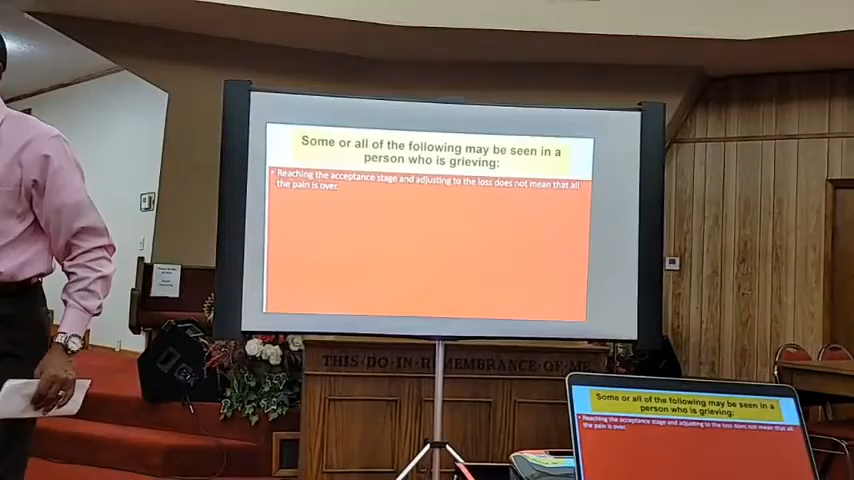 Some or all of the following may be seen in a
person who is grieving:
• Reaching the acceptance stage and adjusting to the loss does not mean that all
the pain is over.
THIS DO IN REMEMBRANCE OF ME
Some or all of the following may be seen in a
person who is grieving:
• Reaching the acceptance stage and adjusting to the loss does not mean that all
the pain is over.